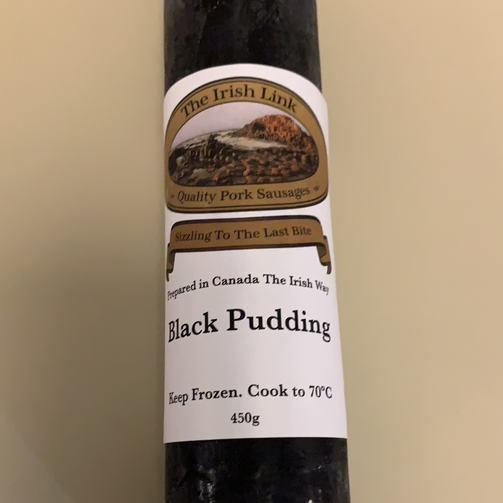 The Irish Link
Quality Pork Sausages
Sizzling To The Last Bite
Prepared in Canada The Irish Way
Black Pudding
Keep Frozen. Cook to 70°C
450g